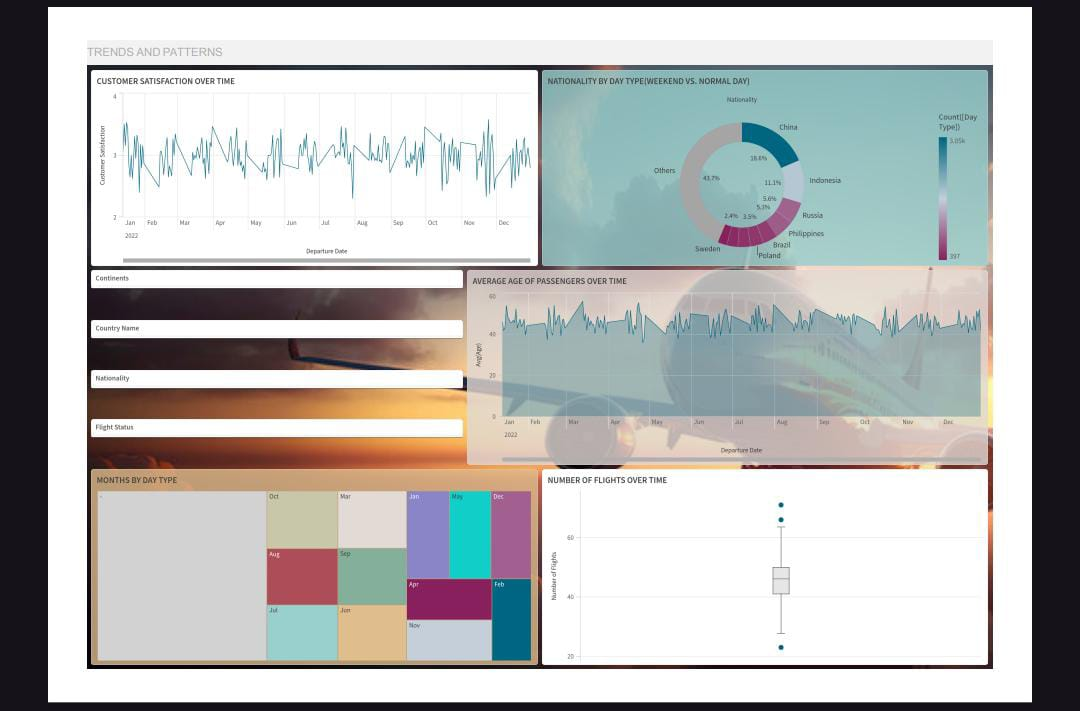 TRENDS AND PATTERNS
CUSTOMER SATISFACTION OVER TIME
4
3
2
Customer Satisfaction
Jan Feb Mar Apr May Jun Jul Aug Sep Oct Nov Dec
2022
Departure Date
NATIONALITY BY DAY TYPE(WEEKEND VS. NORMAL DAY)
Nationality
China
Indonesia
Russia
Philippines
Brazil
Poland
Sweden
Others
18.6%
11.1%
5.6%
5.3%
3.5%
2.4%
43.7%
Count([Day
Type])
3.05k
397
Continents
Country Name
Nationality
Flight Status
AVERAGE AGE OF PASSENGERS OVER TIME
60
40
20
0
Avg(Age)
Jan Feb Mar Apr May Jun Jul Aug Sep Oct Nov Dec
2022
Departure Date
MONTHS BY DAY TYPE
-
Oct Mar Jan May Dec
Aug Sep
Apr Feb
Jul Jun
Nov
NUMBER OF FLIGHTS OVER TIME
60
40
20
Number of Flights